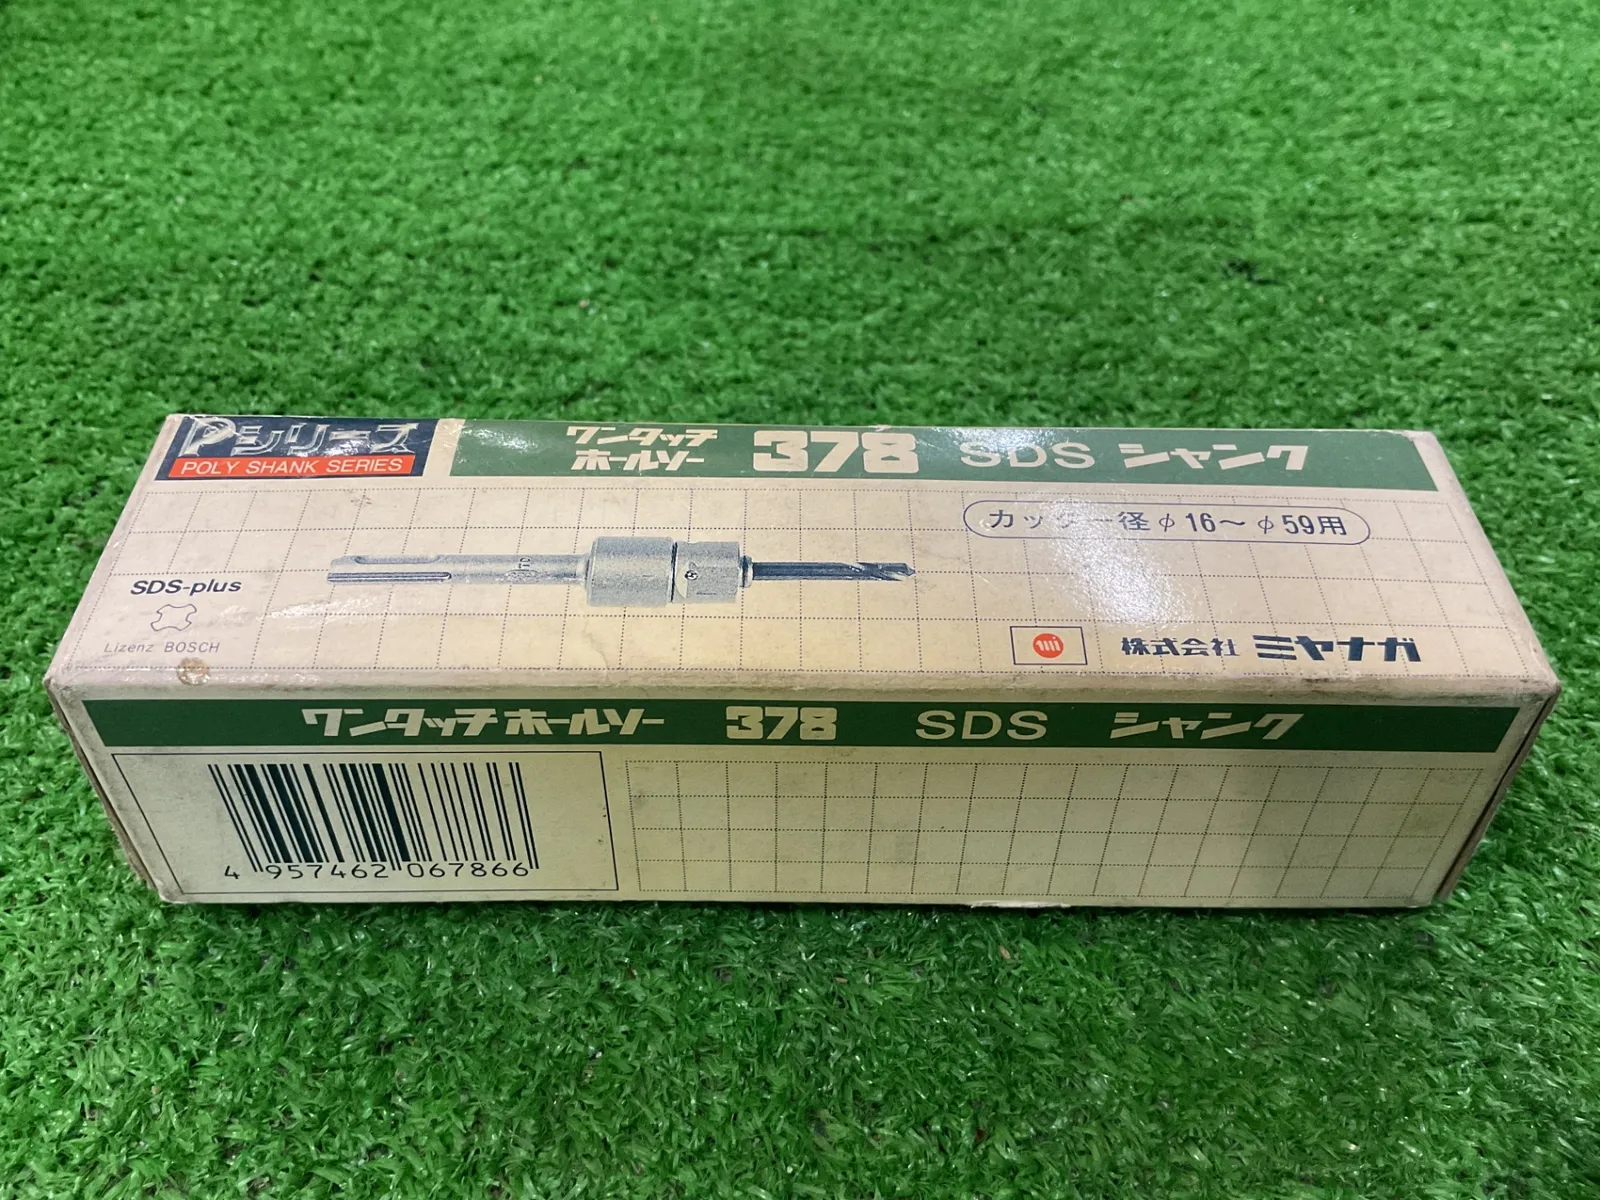 Pシリーズ
POLY SHANK SERIES
ワンタッチ
ホールソー
378 SDS シャンク
カッター径φ16～φ59用
SDS-plus
Lizenz BOSCH
株式会社 ミヤナガ
ワンタッチホールソー 378 SDS シャンク
4 957462 067866